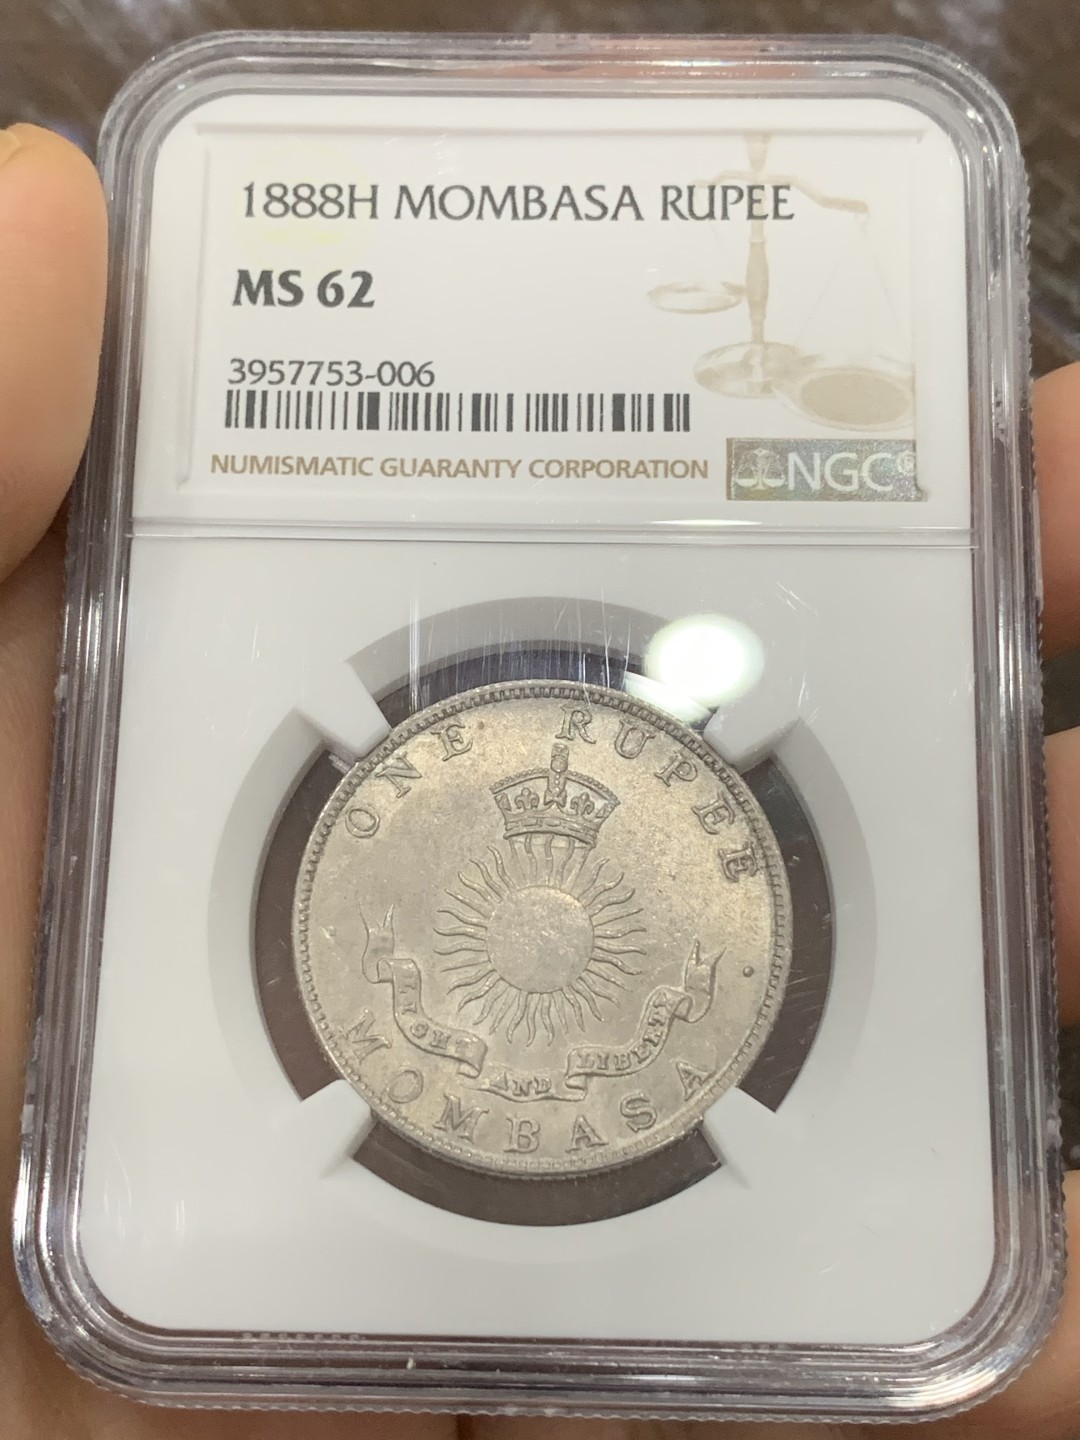 1888H MOMBASA RUPEE
MS 62
3957753-006
NUMISMATIC GUARANTY CORPORATION
NGC®
ONE RUPEE
LIGHT AND LIBERTY
MOMBASA